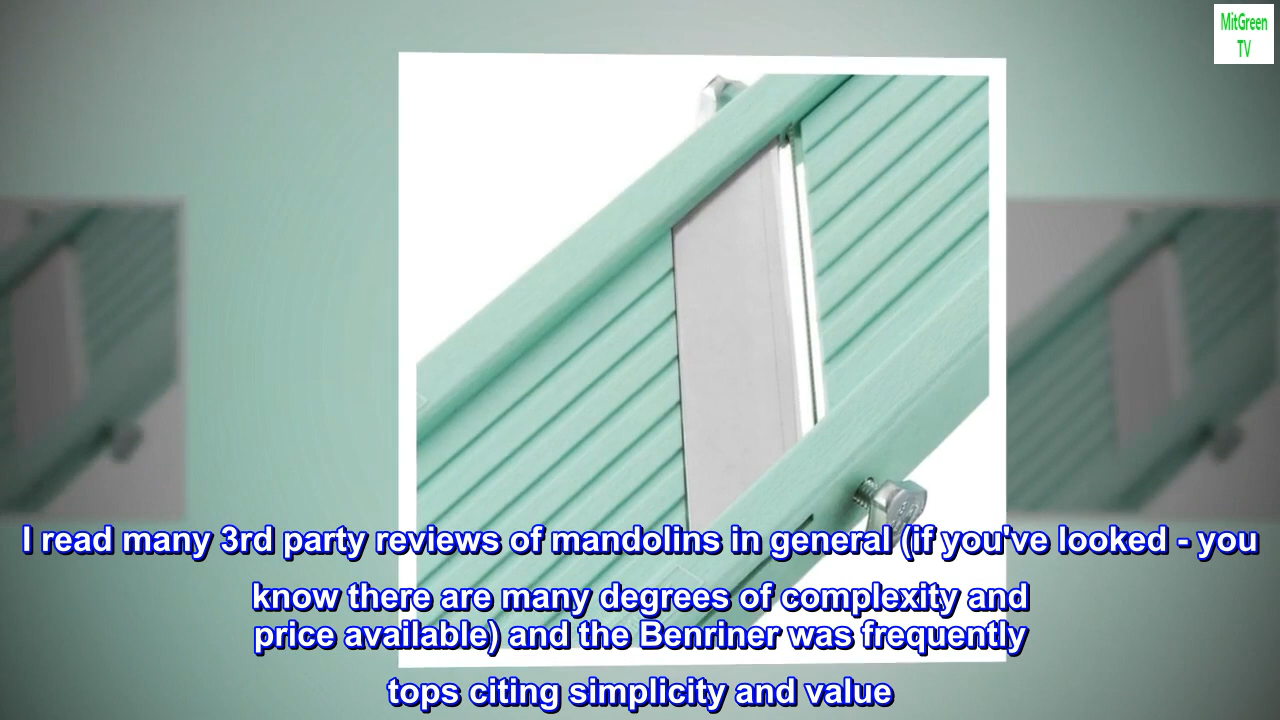 MitGreen
TV
I read many 3rd party reviews of mandolins in general (if you've looked - you
know there are many degrees of complexity and
price available) and the Benriner was frequently
tops citing simplicity and value